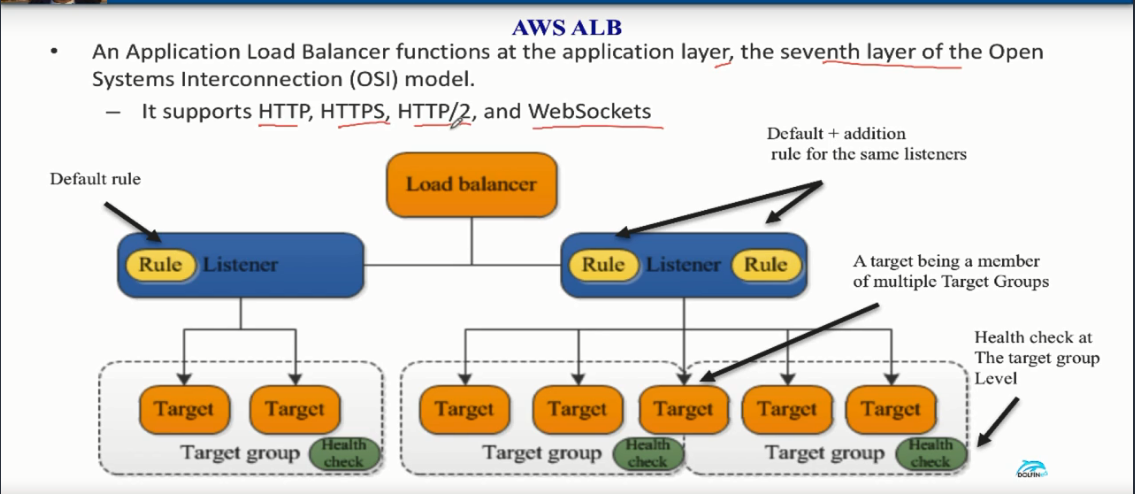 AWS ALB
• An Application Load Balancer functions at the application layer, the seventh layer of the Open
Systems Interconnection (OSI) model.
– It supports HTTP, HTTPS, HTTP/2, and WebSockets
Default + addition
rule for the same listeners
Default rule
Load balancer
Rule Listener
Rule Listener Rule
A target being a member
of multiple Target Groups
Health check at
The target group
Level
Target Target
Target Target Target Target Target
Target group
Health
check
Target group
Health
check
Target group
Health
check
DOLFIN